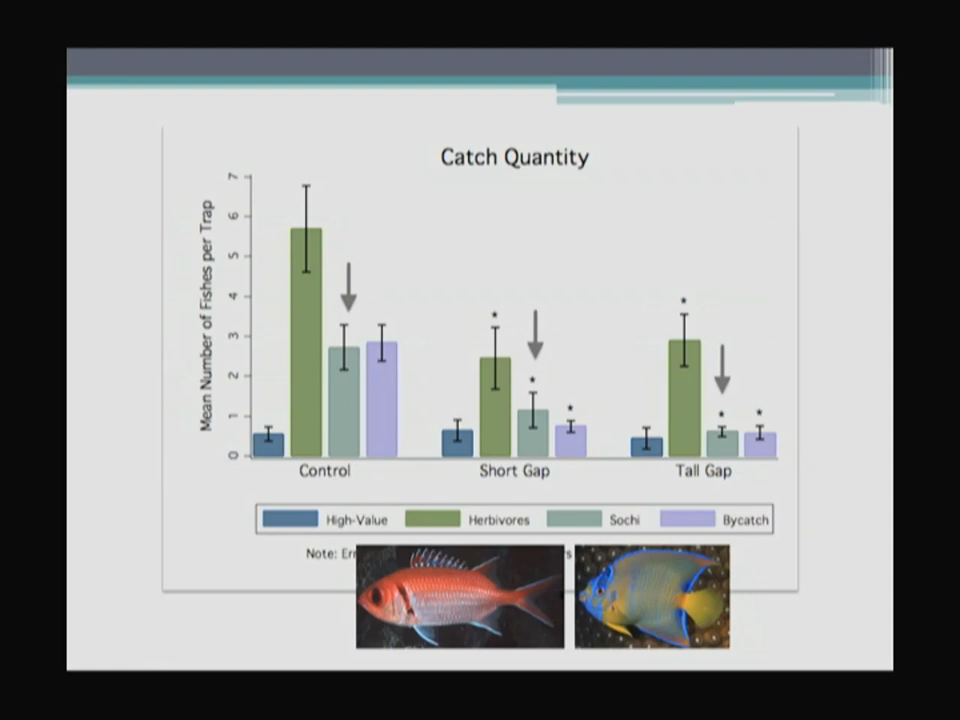 Catch Quantity
Mean Number of Fishes per Trap
7
6
5
4
3
2
1
0
* * * * * *
Control Short Gap Tall Gap
High-Value Herbivores Sochi Bycatch
Note: